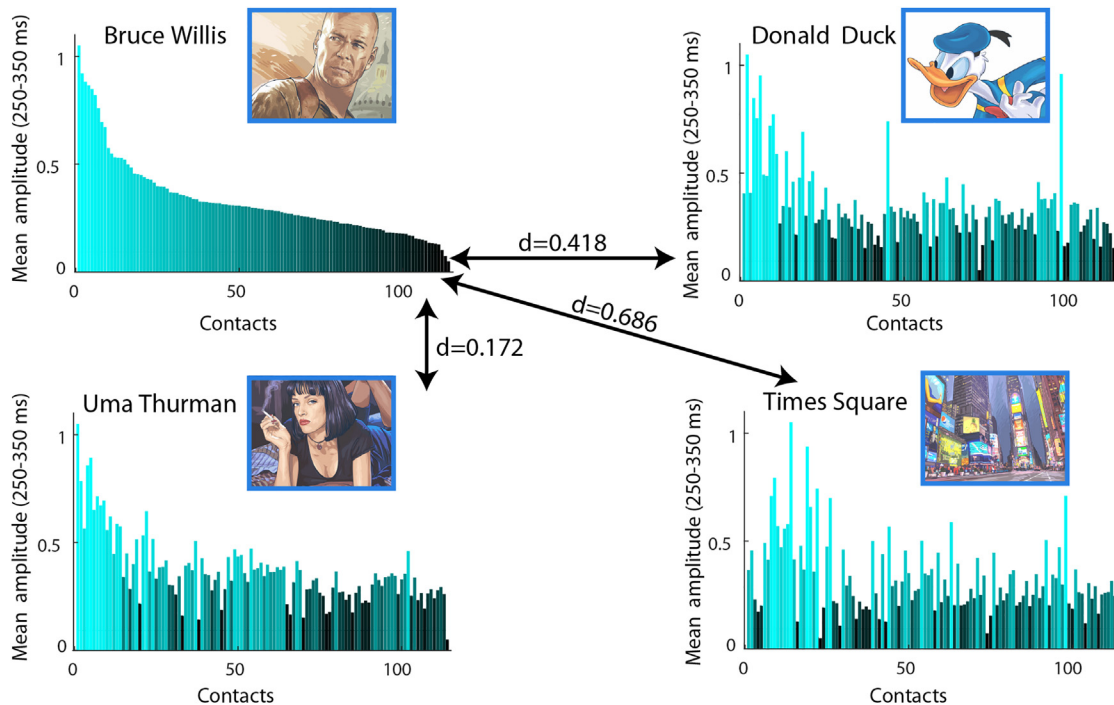 Bruce Willis
Mean amplitude (250-350 ms)
1
0.5
0
0
50
100
Contacts
Donald Duck
Mean amplitude (250-350 ms)
1
0.5
0
0
50
100
Contacts
d=0.418
d=0.686
d=0.172
Uma Thurman
Mean amplitude (250-350 ms)
1
0.5
0
0
50
100
Contacts
Times Square
Mean amplitude (250-350 ms)
1
0.5
0
0
50
100
Contacts